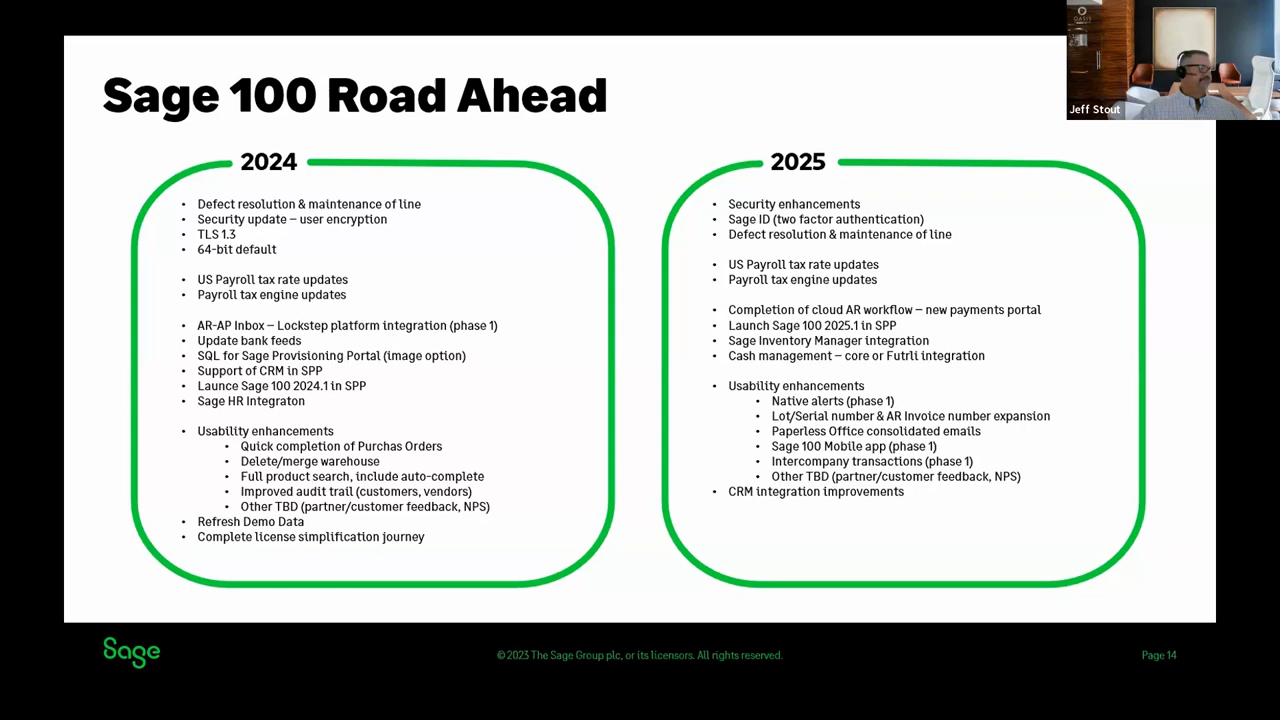 OASIS
Jeff Stout
Sage 100 Road Ahead
2024
• Defect resolution & maintenance of line
• Security update – user encryption
• TLS 1.3
• 64-bit default
• US Payroll tax rate updates
• Payroll tax engine updates
• AR-AP Inbox – Lockstep platform integration (phase 1)
• Update bank feeds
• SQL for Sage Provisioning Portal (image option)
• Support of CRM in SPP
• Launce Sage 100 2024.1 in SPP
• Sage HR Integraton
• Usability enhancements
• Quick completion of Purchas Orders
• Delete/merge warehouse
• Full product search, include auto-complete
• Improved audit trail (customers, vendors)
• Other TBD (partner/customer feedback, NPS)
• Refresh Demo Data
• Complete license simplification journey
2025
• Security enhancements
• Sage ID (two factor authentication)
• Defect resolution & maintenance of line
• US Payroll tax rate updates
• Payroll tax engine updates
• Completion of cloud AR workflow – new payments portal
• Launch Sage 100 2025.1 in SPP
• Sage Inventory Manager integration
• Cash management – core or Futrli integration
• Usability enhancements
• Native alerts (phase 1)
• Lot/Serial number & AR Invoice number expansion
• Paperless Office consolidated emails
• Sage 100 Mobile app (phase 1)
• Intercompany transactions (phase 1)
• Other TBD (partner/customer feedback, NPS)
• CRM integration improvements
Sage
© 2023 The Sage Group plc, or its licensors. All rights reserved.
Page 14